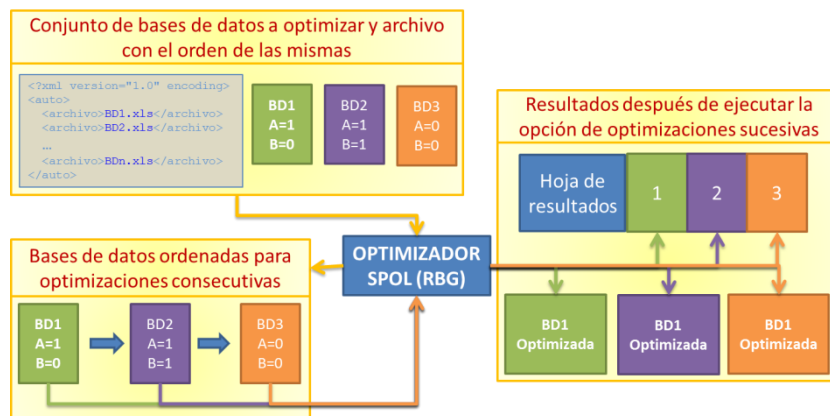 Conjunto de bases de datos a optimizar y archivo
con el orden de las mismas
<?xml version="1.0" encoding>
<auto>
<archivo>BD1.xls</archivo>
<archivo>BD2.xls</archivo>
…
<archivo>BDn.xls</archivo>
</auto>
BD1
A=1
B=0
BD2
A=1
B=1
BD3
A=0
B=0
Resultados después de ejecutar la
opción de optimizaciones sucesivas
Hoja de
resultados
1
2
3
OPTIMIZADOR
SPOL (RBG)
Bases de datos ordenadas para
optimizaciones consecutivas
BD1
A=1
B=0
BD2
A=1
B=1
BD3
A=0
B=0
BD1
Optimizada
BD1
Optimizada
BD1
Optimizada